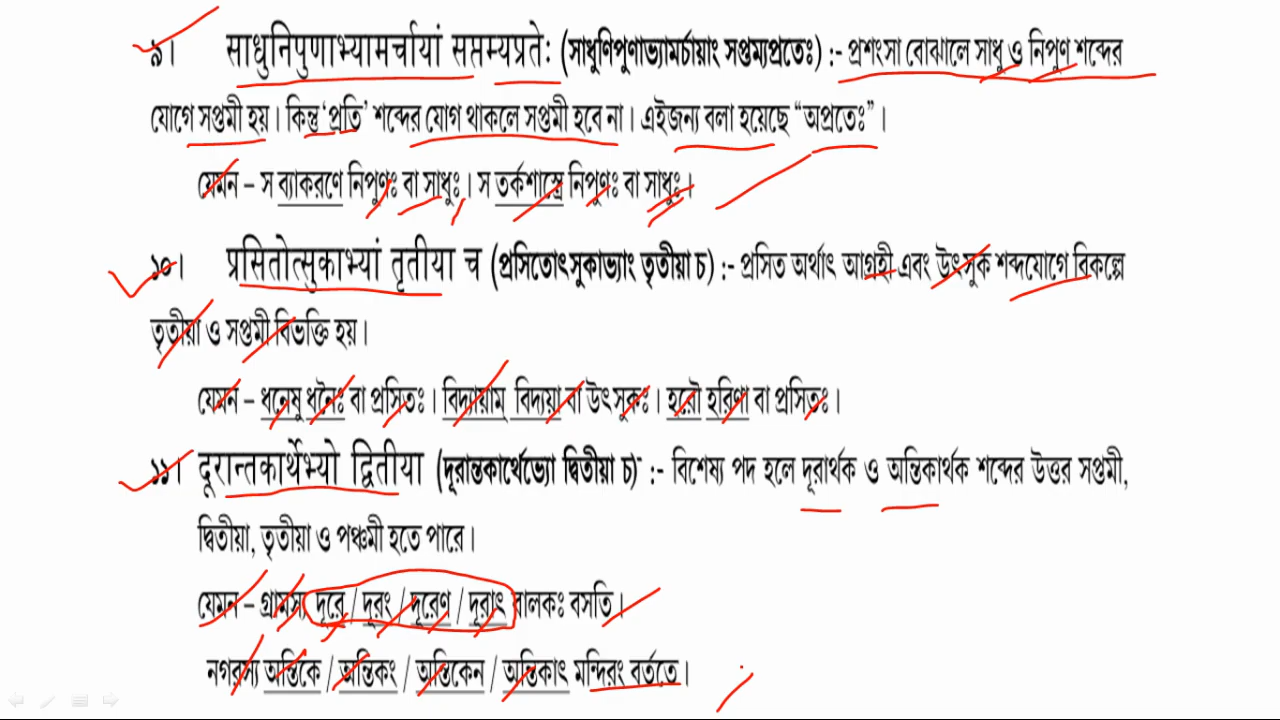 ৯। साधुनिपुणाभ्यामर्चायां सप्तम्यप्रतेः (সাধুণিপুণাভ্যামর্চায়াং সপ্তম্যপ্রতেঃ) :- প্রশংসা বোঝালে সাধু ও নিপুণ শব্দের
যোগে সপ্তমী হয়। কিন্তু ‘প্রতি’ শব্দের যোগ থাকলে সপ্তমী হবে না। এইজন্য বলা হয়েছে “অপ্রতেঃ”।
যেমন – স ব্যাকরণে নিপুণঃ বা সাধুঃ। স তর্কশাস্ত্রে নিপুণঃ বা সাধুঃ।
১০। प्रसितोत्सुकाभ्यां तृतीया च (প্রসিতোৎসুকাভ্যাং তৃতীয়া চ) :- প্রসিত অর্থাৎ আগ্রহী এবং উৎসুক শব্দযোগে বিকল্পে
তৃতীয়া ও সপ্তমী বিভক্তি হয়।
যেমন – ধনেষু ধনৈঃ বা প্রসিতঃ। বিদ্যায়াম্ বিদ্যয়া বা উৎসুকঃ। হরৌ হরিণা বা প্রসিতঃ।
১১। दूरान्तकार्थेभ्यो द्वितीया (দূরান্তকার্থেভ্যো দ্বিতীয়া চ) :- বিশেষ্য পদ হলে দূরার্থক ও অন্তিকার্থক শব্দের উত্তর সপ্তমী,
দ্বিতীয়া, তৃতীয়া ও পঞ্চমী হতে পারে।
যেমন – গ্রামস্য দূরে / দূরং / দূরেণ / দূরাৎ বালকঃ বসতি।
নগরস্য অন্তিকে / অন্তিকং / অন্তিকেন / অন্তিকাৎ মন্দিরং বর্ততে।